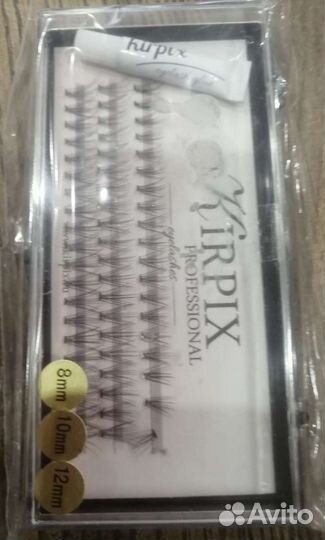 kirpix
KIRPIX
PROFESSIONAL
eyelashes
8mm
10mm
12mm
Avito